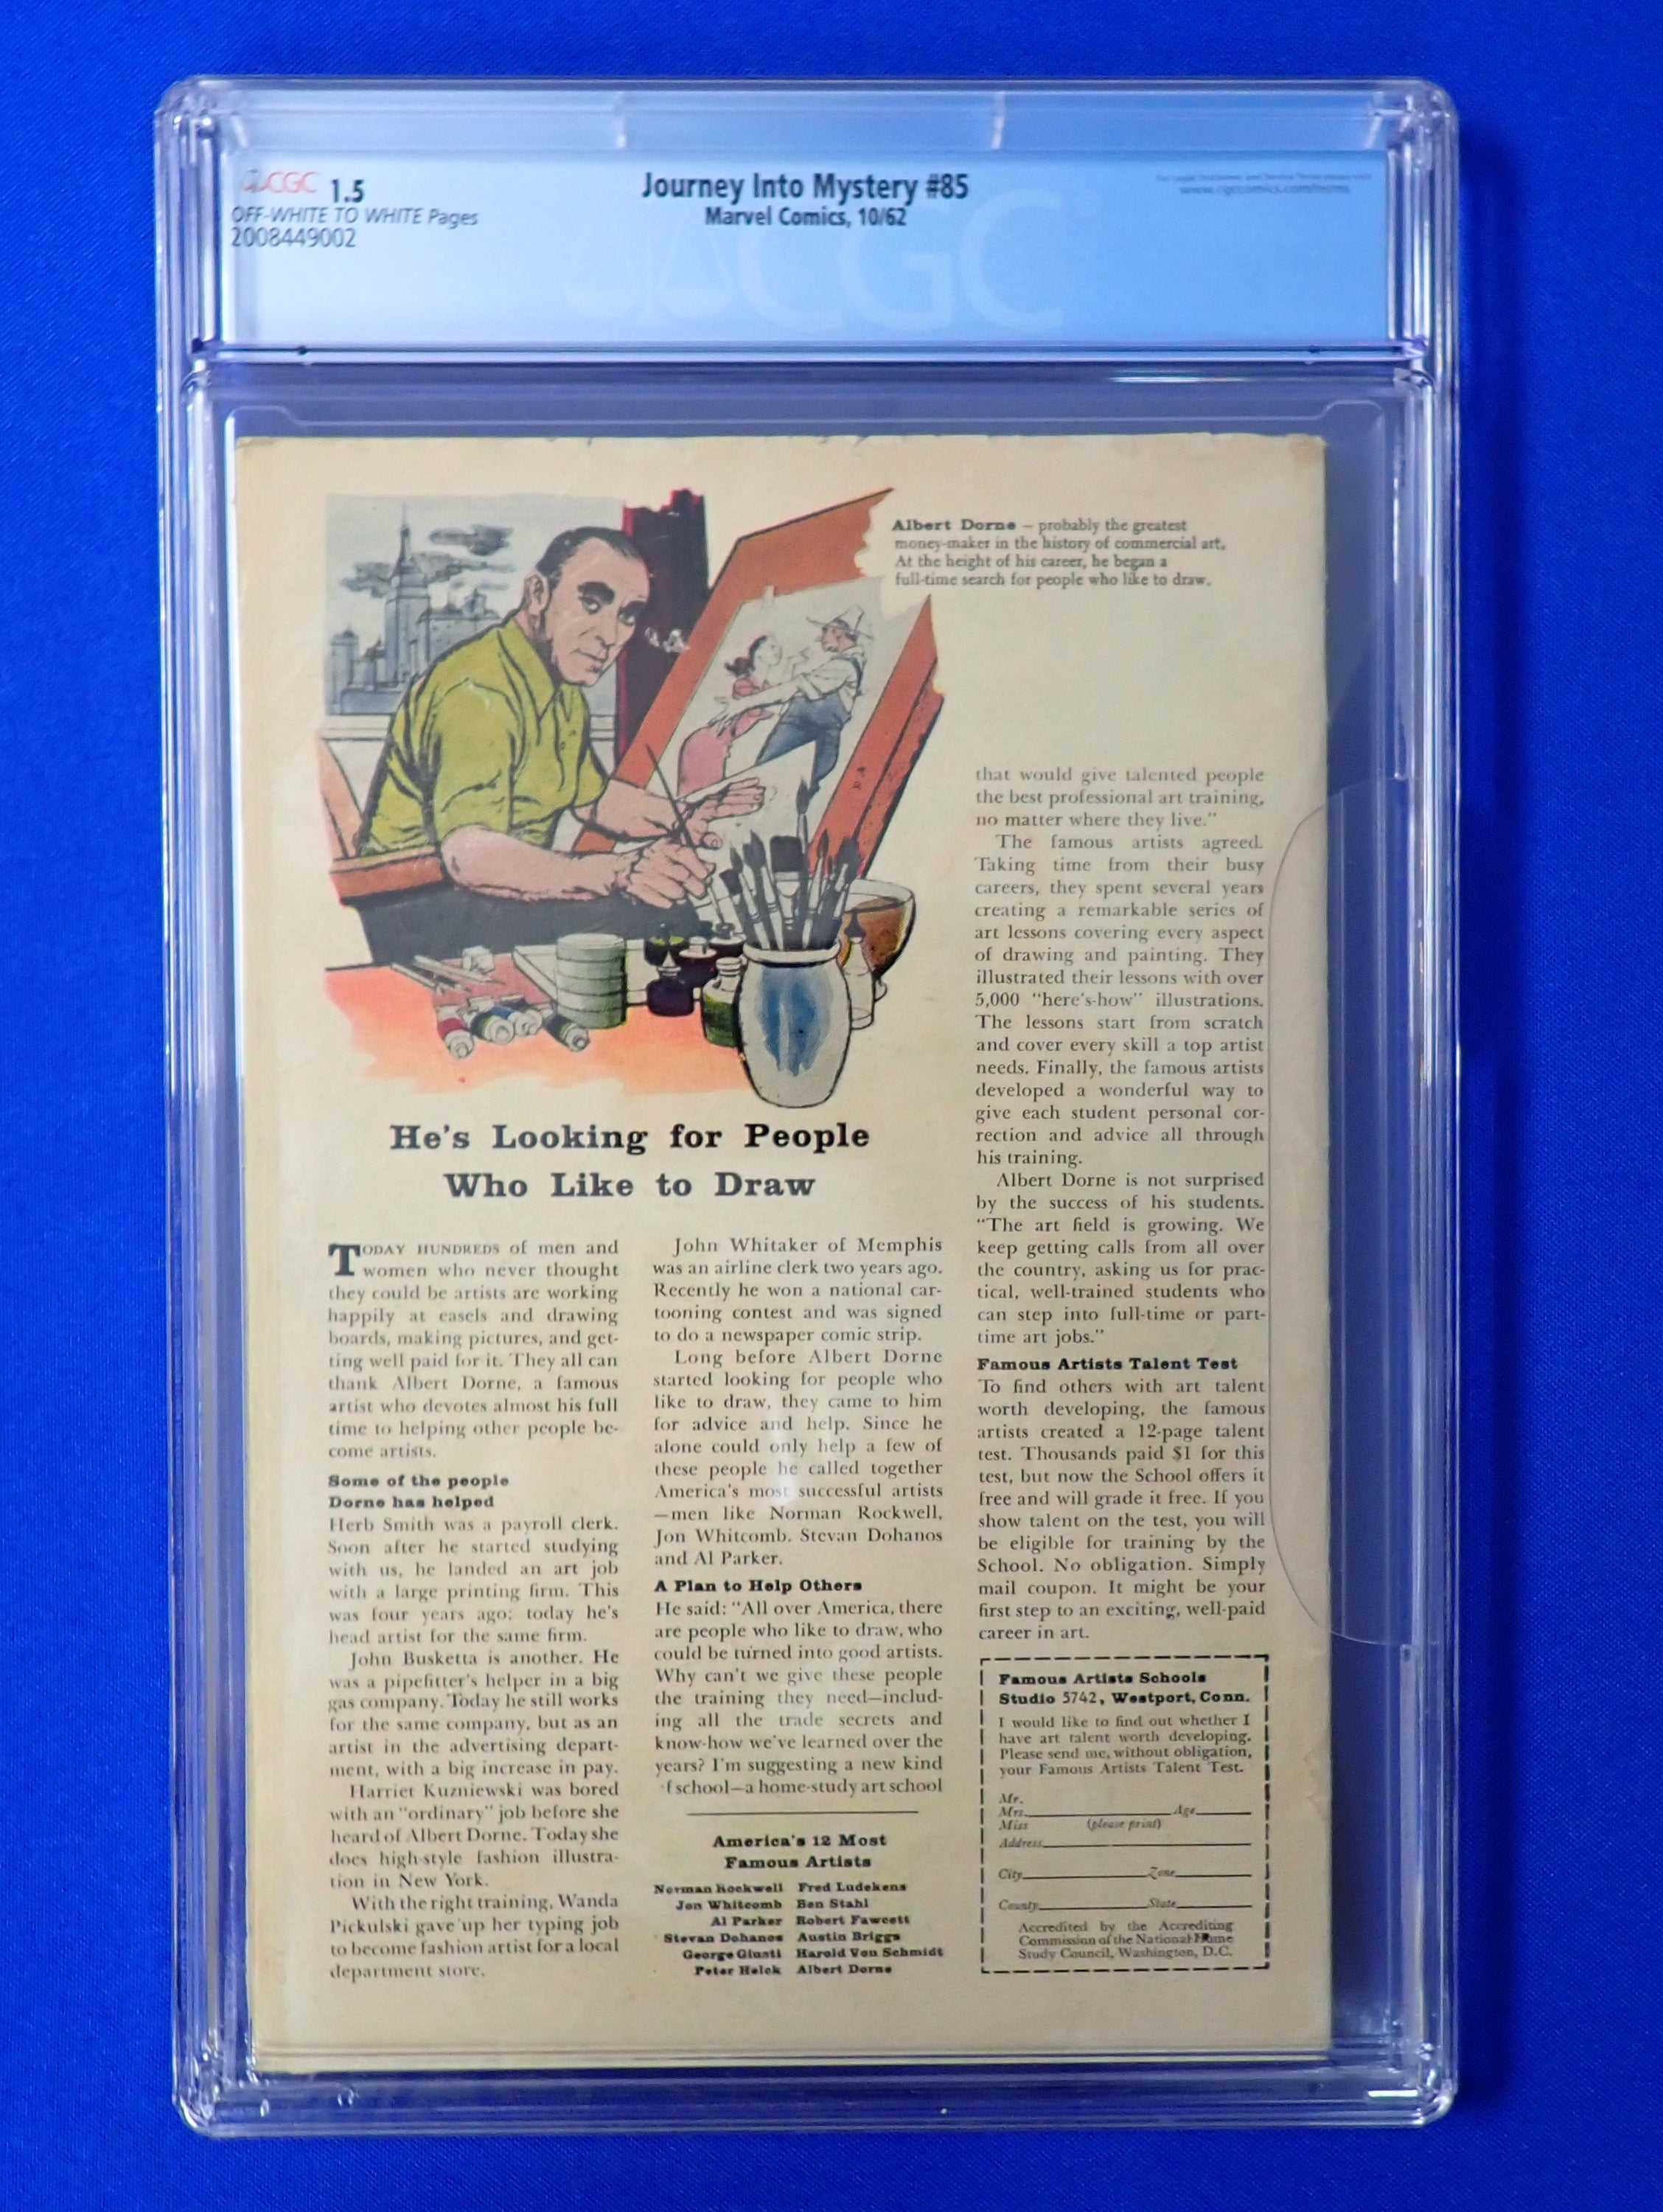 CGC 1.5
OFF-WHITE TO WHITE Pages
2008449002
Journey Into Mystery #85
Marvel Comics, 10/62
www.cgccomics.com/terms
CGC
Albert Dorne – probably the greatest
money-maker in the history of commercial art.
At the height of his career, he began a
full-time search for people who like to draw.
He's Looking for People
Who Like to Draw
TODAY HUNDREDS of men and
women who never thought
they could be artists are working
happily at easels and drawing
boards, making pictures, and get-
ting well paid for it. They all can
thank Albert Dorne, a famous
artist who devotes almost his full
time to helping other people be-
come artists.
Some of the people
Dorne has helped
Herb Smith was a payroll clerk.
Soon after he started studying
with us, he landed an art job
with a large printing firm. This
was four years ago; today he's
head artist for the same firm.
John Busketta is another. He
was a pipefitter's helper in a big
gas company. Today he still works
for the same company, but as an
artist in the advertising depart-
ment, with a big increase in pay.
Harriet Kuzniewski was bored
with an "ordinary" job before she
heard of Albert Dorne. Today she
does high-style fashion illustra-
tion in New York.
With the right training, Wanda
Pickulski gave up her typing job
to become fashion artist for a local
department store.
John Whitaker of Memphis
was an airline clerk two years ago.
Recently he won a national car-
tooning contest and was signed
to do a newspaper comic strip.
Long before Albert Dorne
started looking for people who
like to draw, they came to him
for advice and help. Since he
alone could only help a few of
these people he called together
America's most successful artists
—men like Norman Rockwell,
Jon Whitcomb. Stevan Dohanos
and Al Parker.
A Plan to Help Others
He said: "All over America, there
are people who like to draw, who
could be turned into good artists.
Why can't we give these people
the training they need—includ-
ing all the trade secrets and
know-how we've learned over the
years? I'm suggesting a new kind
f school—a home-study art school
America's 12 Most
Famous Artists
Norman Rockwell Fred Ludekens
Jon Whitcomb Ben Stahl
Al Parker Robert Fawcett
Stevan Dohanos Austin Briggs
George Giusti Harold Von Schmidt
Peter Helck Albert Dorne
that would give talented people
the best professional art training,
no matter where they live."
The famous artists agreed.
Taking time from their busy
careers, they spent several years
creating a remarkable series of
art lessons covering every aspect
of drawing and painting. They
illustrated their lessons with over
5,000 "here's-how" illustrations.
The lessons start from scratch
and cover every skill a top artist
needs. Finally, the famous artists
developed a wonderful way to
give each student personal cor-
rection and advice all through
his training.
Albert Dorne is not surprised
by the success of his students.
"The art field is growing. We
keep getting calls from all over
the country, asking us for prac-
tical, well-trained students who
can step into full-time or part-
time art jobs."
Famous Artists Talent Test
To find others with art talent
worth developing, the famous
artists created a 12-page talent
test. Thousands paid $1 for this
test, but now the School offers it
free and will grade it free. If you
show talent on the test, you will
be eligible for training by the
School. No obligation. Simply
mail coupon. It might be your
first step to an exciting, well-paid
career in art.
Famous Artists Schools
Studio 5742, Westport, Conn.
I would like to find out whether I
have art talent worth developing.
Please send me, without obligation,
your Famous Artists Talent Test.
Mr.
Mrs. Age
Miss (please print)
Address
City Zone
County State
Accredited by the Accrediting
Commission of the National Home
Study Council, Washington, D.C.